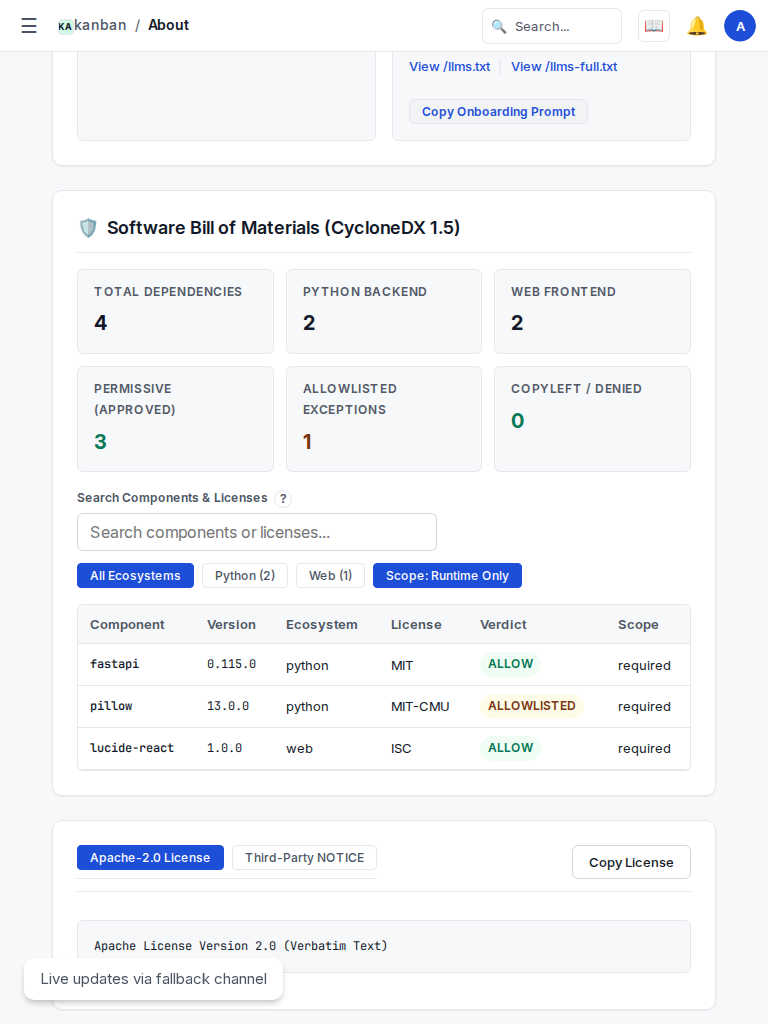 ☰ KA kanban / About 🔍 Search... 📖 🔔 A
View /llms.txt | View /llms-full.txt
Copy Onboarding Prompt
🛡️ Software Bill of Materials (CycloneDX 1.5)
TOTAL DEPENDENCIES
4
PYTHON BACKEND
2
WEB FRONTEND
2
PERMISSIVE
(APPROVED)
3
ALLOWLISTED
EXCEPTIONS
1
COPYLEFT / DENIED
0
Search Components & Licenses ?
Search components or licenses...
All Ecosystems Python (2) Web (1) Scope: Runtime Only
Component Version Ecosystem License Verdict Scope
fastapi 0.115.0 python MIT ALLOW required
pillow 13.0.0 python MIT-CMU ALLOWLISTED required
lucide-react 1.0.0 web ISC ALLOW required
Apache-2.0 License Third-Party NOTICE Copy License
Apache License Version 2.0 (Verbatim Text)
Live updates via fallback channel